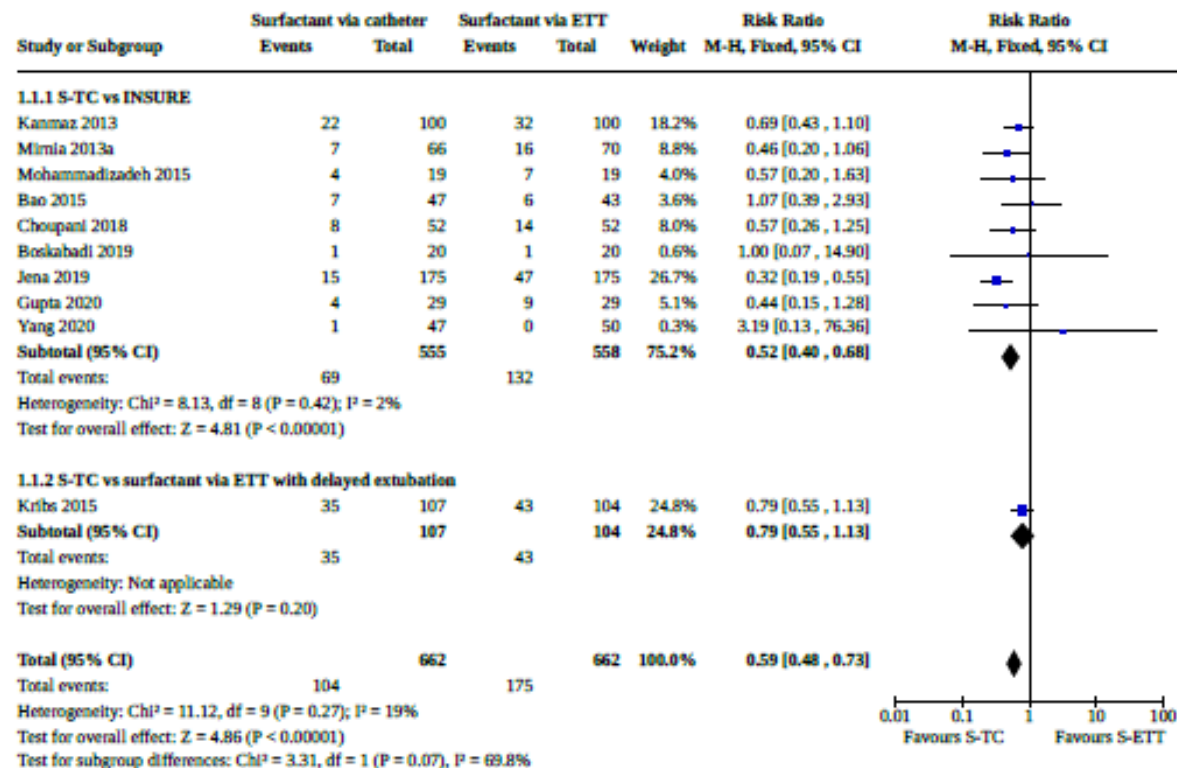 Surfactant via catheter Surfactant via ETT Risk Ratio Risk Ratio
Study or Subgroup Events Total Events Total Weight M-H, Fixed, 95% CI M-H, Fixed, 95% CI
1.1.1 S-TC vs INSURE
Kanmaz 2013 22 100 32 100 18.2% 0.69 [0.43 , 1.10]
Mirnia 2013a 7 66 16 70 8.8% 0.46 [0.20 , 1.06]
Mohammadizadeh 2015 4 19 7 19 4.0% 0.57 [0.20 , 1.63]
Bao 2015 7 47 6 43 3.6% 1.07 [0.39 , 2.93]
Choupani 2018 8 52 14 52 8.0% 0.57 [0.26 , 1.25]
Boskabadi 2019 1 20 1 20 0.6% 1.00 [0.07 , 14.90]
Jena 2019 15 175 47 175 26.7% 0.32 [0.19 , 0.55]
Gupta 2020 4 29 9 29 5.1% 0.44 [0.15 , 1.28]
Yang 2020 1 47 0 50 0.3% 3.19 [0.13 , 76.36]
Subtotal (95% CI) 555 558 75.2% 0.52 [0.40 , 0.68]
Total events: 69 132
Heterogeneity: Chi² = 8.13, df = 8 (P = 0.42); I² = 2%
Test for overall effect: Z = 4.81 (P < 0.00001)
1.1.2 S-TC vs surfactant via ETT with delayed extubation
Kribs 2015 35 107 43 104 24.8% 0.79 [0.55 , 1.13]
Subtotal (95% CI) 107 104 24.8% 0.79 [0.55 , 1.13]
Total events: 35 43
Heterogeneity: Not applicable
Test for overall effect: Z = 1.29 (P = 0.20)
Total (95% CI) 662 662 100.0% 0.59 [0.48 , 0.73]
Total events: 104 175
Heterogeneity: Chi² = 11.12, df = 9 (P = 0.27); I² = 19%
0.01 0.1 1 10 100
Test for overall effect: Z = 4.86 (P < 0.00001)
Favours S-TC Favours S-ETT
Test for subgroup differences: Chi² = 3.31, df = 1 (P = 0.07), I² = 69.8%